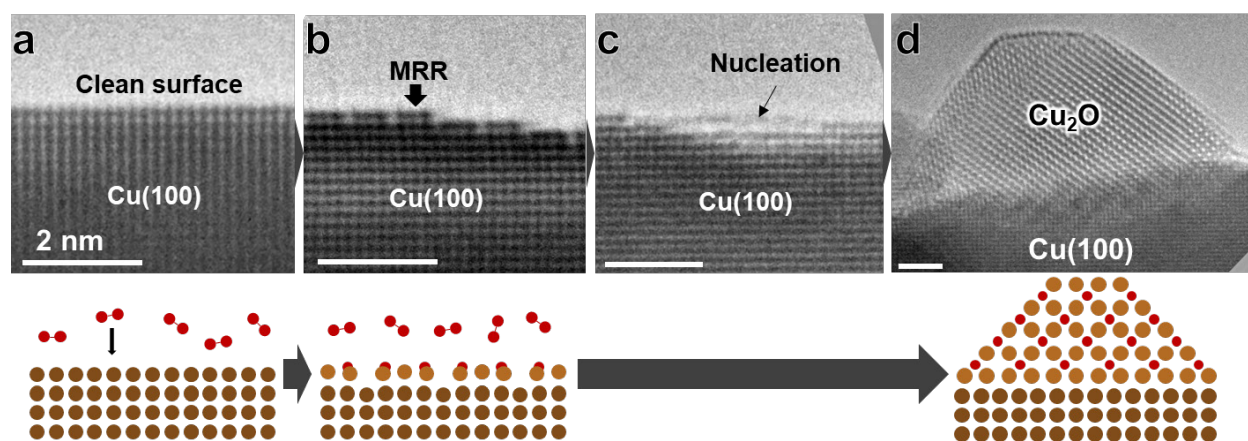 a
Clean surface
Cu(100)
2 nm
b
MRR
Cu(100)
c
Nucleation
Cu(100)
d
Cu₂O
Cu(100)